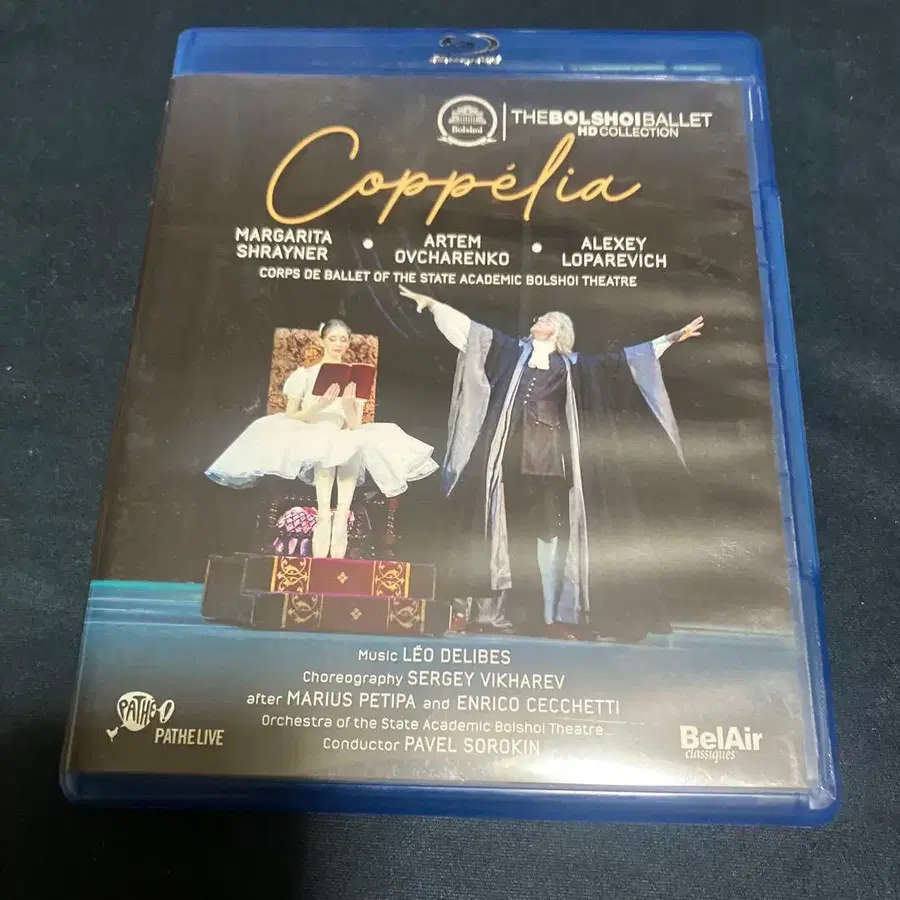 Bolshoi
THEBOLSHOIBALLET
HD COLLECTION
Coppélia
MARGARITA SHRAYNER • ARTEM OVCHARENKO • ALEXEY LOPAREVICH
CORPS DE BALLET OF THE STATE ACADEMIC BOLSHOI THEATRE
Music LÉO DELIBES
Choreography SERGEY VIKHAREV
after MARIUS PETIPA and ENRICO CECCHETTI
Orchestra of the State Academic Bolshoi Theatre
Conductor PAVEL SOROKIN
PATHE
PATHELIVE
BelAir
classiques